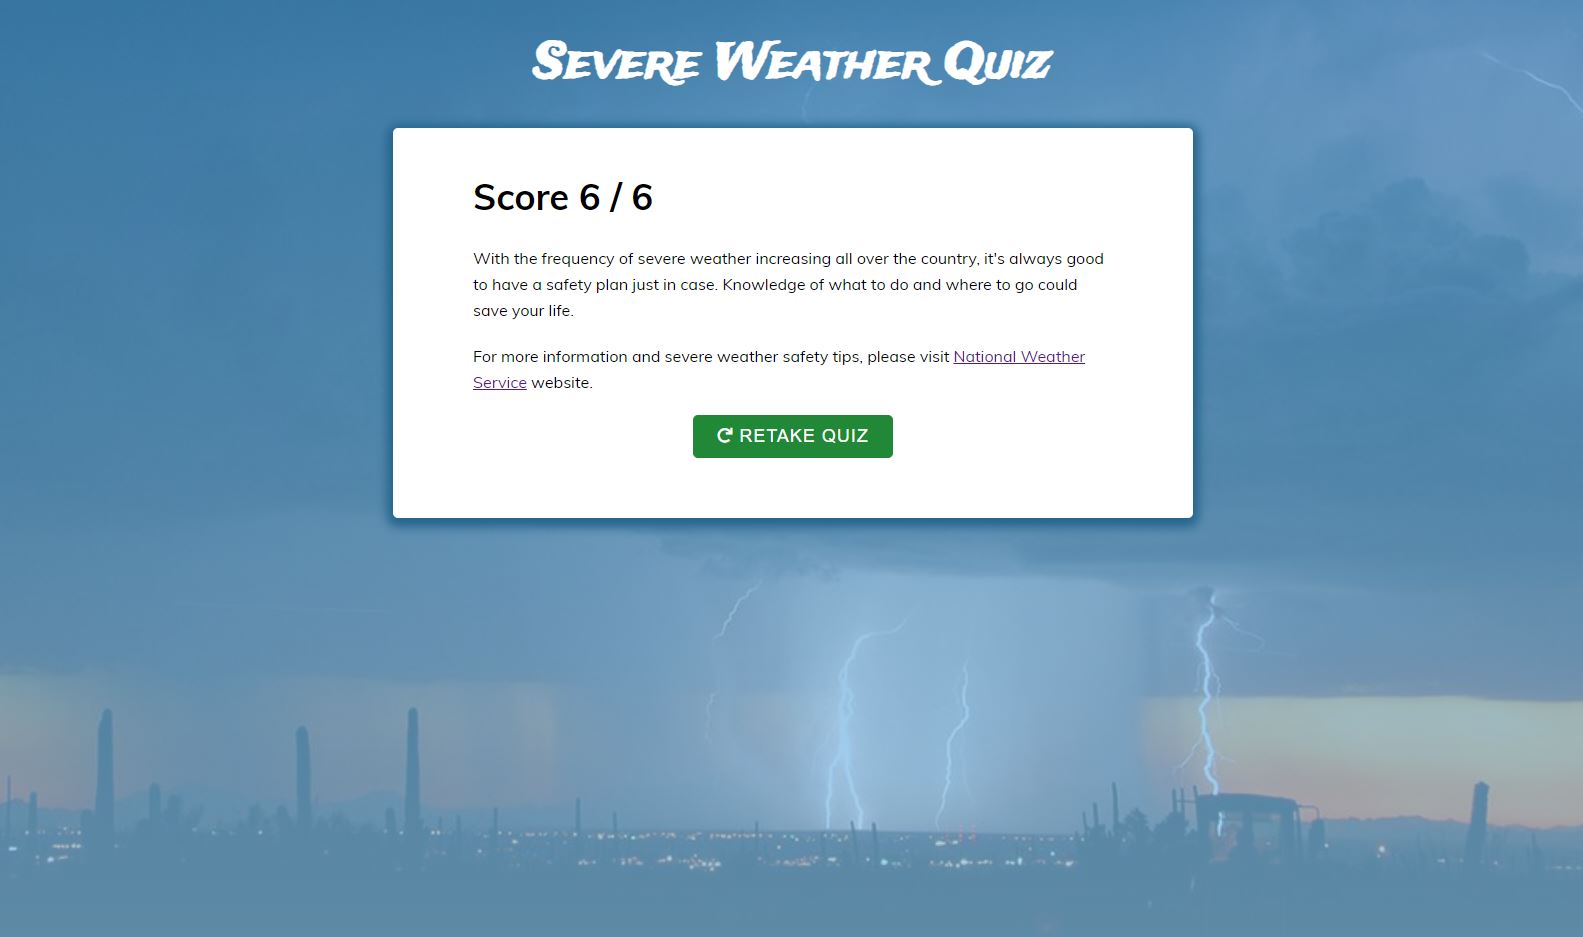 Severe Weather Quiz
Score 6 / 6
With the frequency of severe weather increasing all over the country, it's always good
to have a safety plan just in case. Knowledge of what to do and where to go could
save your life.
For more information and severe weather safety tips, please visit National Weather
Service website.
RETAKE QUIZ